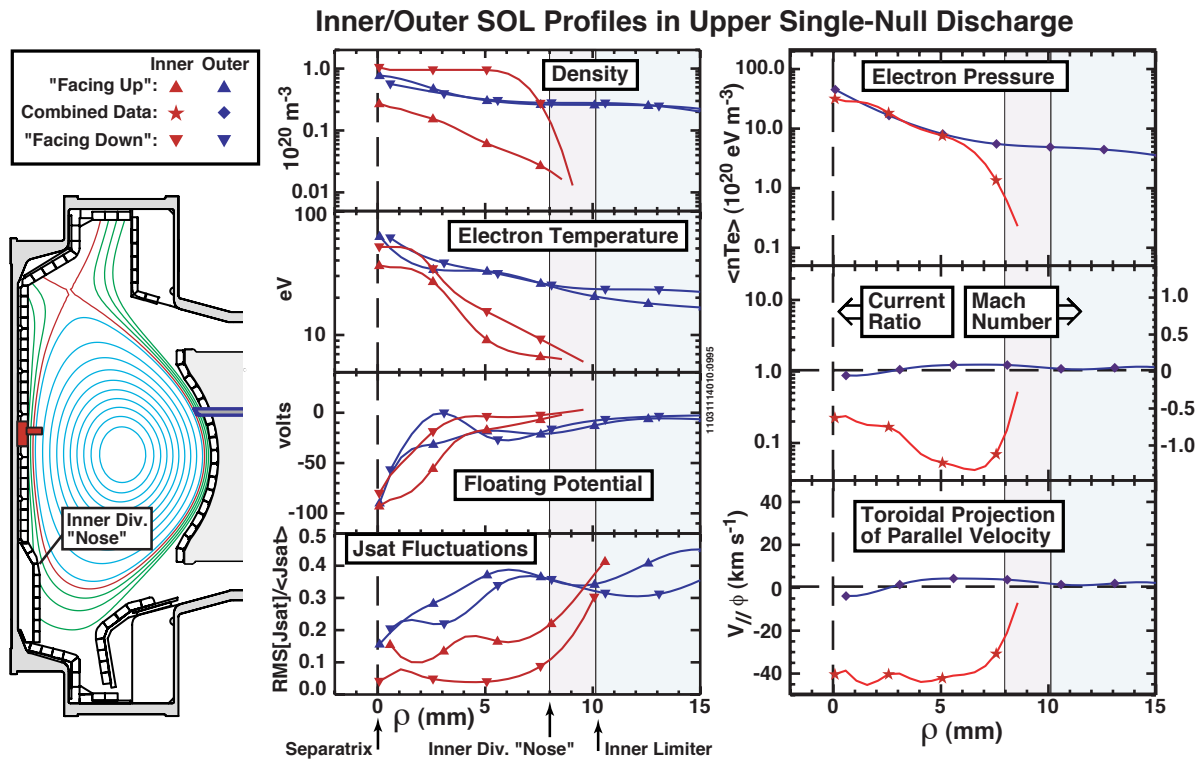 Inner/Outer SOL Profiles in Upper Single-Null Discharge
Inner Outer
"Facing Up":
Combined Data:
"Facing Down":
Inner Div.
"Nose"
Density
10²⁰ m⁻³
1.0
0.1
0.01
Electron Temperature
eV
100
10
Floating Potential
volts
0
-50
-100
Jsat Fluctuations
RMS[Jsat]/<Jsat>
0.5
0.4
0.3
0.2
0.1
0.0
0 5 10 15
ρ (mm)
Separatrix
Inner Div. "Nose"
Inner Limiter
11031114010:0995
Electron Pressure
<nTe> (10²⁰ eV m⁻³)
100.0
10.0
1.0
0.1
Current
Ratio
Mach
Number
10.0
1.0
0.1
1.0
0.5
0
-0.5
-1.0
Toroidal Projection
of Parallel Velocity
V// φ (km s⁻¹)
40
20
0
-20
-40
0 5 10 15
ρ (mm)